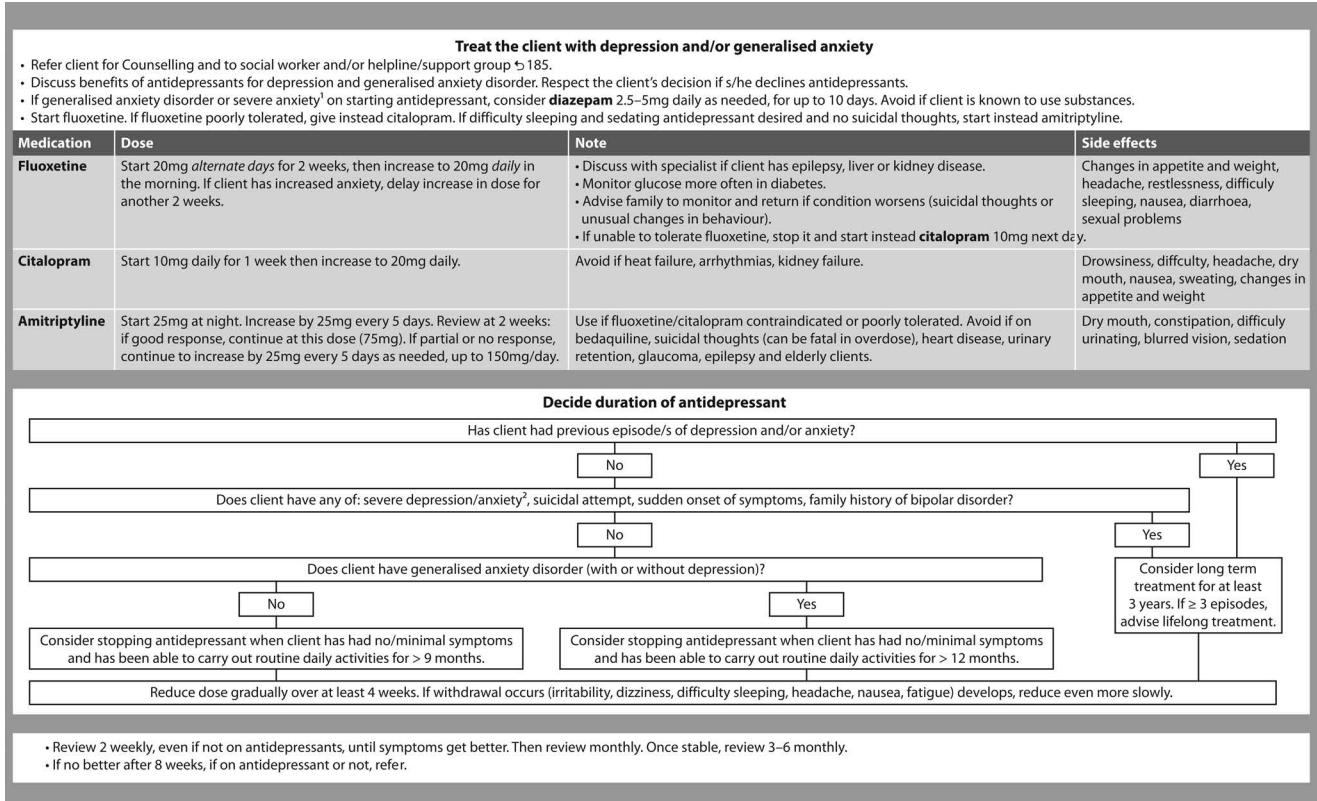 Treat the client with depression and/or generalised anxiety
• Refer client for Counselling and to social worker and/or helpline/support group ⮌ 185.
• Discuss benefits of antidepressants for depression and generalised anxiety disorder. Respect the client's decision if s/he declines antidepressants.
• If generalised anxiety disorder or severe anxiety¹ on starting antidepressant, consider diazepam 2.5–5mg daily as needed, for up to 10 days. Avoid if client is known to use substances.
• Start fluoxetine. If fluoxetine poorly tolerated, give instead citalopram. If difficulty sleeping and sedating antidepressant desired and no suicidal thoughts, start instead amitriptyline.
Medication Dose Note Side effects
Fluoxetine
Start 20mg alternate days for 2 weeks, then increase to 20mg daily in
the morning. If client has increased anxiety, delay increase in dose for
another 2 weeks.
• Discuss with specialist if client has epilepsy, liver or kidney disease.
• Monitor glucose more often in diabetes.
• Advise family to monitor and return if condition worsens (suicidal thoughts or
unusual changes in behaviour).
• If unable to tolerate fluoxetine, stop it and start instead citalopram 10mg next day.
Changes in appetite and weight,
headache, restlessness, difficuly
sleeping, nausea, diarrhoea,
sexual problems
Citalopram
Start 10mg daily for 1 week then increase to 20mg daily.
Avoid if heat failure, arrhythmias, kidney failure.
Drowsiness, diffculty, headache, dry
mouth, nausea, sweating, changes in
appetite and weight
Amitriptyline
Start 25mg at night. Increase by 25mg every 5 days. Review at 2 weeks:
if good response, continue at this dose (75mg). If partial or no response,
continue to increase by 25mg every 5 days as needed, up to 150mg/day.
Use if fluoxetine/citalopram contraindicated or poorly tolerated. Avoid if on
bedaquiline, suicidal thoughts (can be fatal in overdose), heart disease, urinary
retention, glaucoma, epilepsy and elderly clients.
Dry mouth, constipation, difficuly
urinating, blurred vision, sedation
Decide duration of antidepressant
Has client had previous episode/s of depression and/or anxiety?
No
Yes
Does client have any of: severe depression/anxiety², suicidal attempt, sudden onset of symptoms, family history of bipolar disorder?
No
Yes
Does client have generalised anxiety disorder (with or without depression)?
Consider long term
treatment for at least
3 years. If ≥ 3 episodes,
advise lifelong treatment.
No
Yes
Consider stopping antidepressant when client has had no/minimal symptoms
and has been able to carry out routine daily activities for > 9 months.
Consider stopping antidepressant when client has had no/minimal symptoms
and has been able to carry out routine daily activities for > 12 months.
Reduce dose gradually over at least 4 weeks. If withdrawal occurs (irritability, dizziness, difficulty sleeping, headache, nausea, fatigue) develops, reduce even more slowly.
• Review 2 weekly, even if not on antidepressants, until symptoms get better. Then review monthly. Once stable, review 3–6 monthly.
• If no better after 8 weeks, if on antidepressant or not, refer.